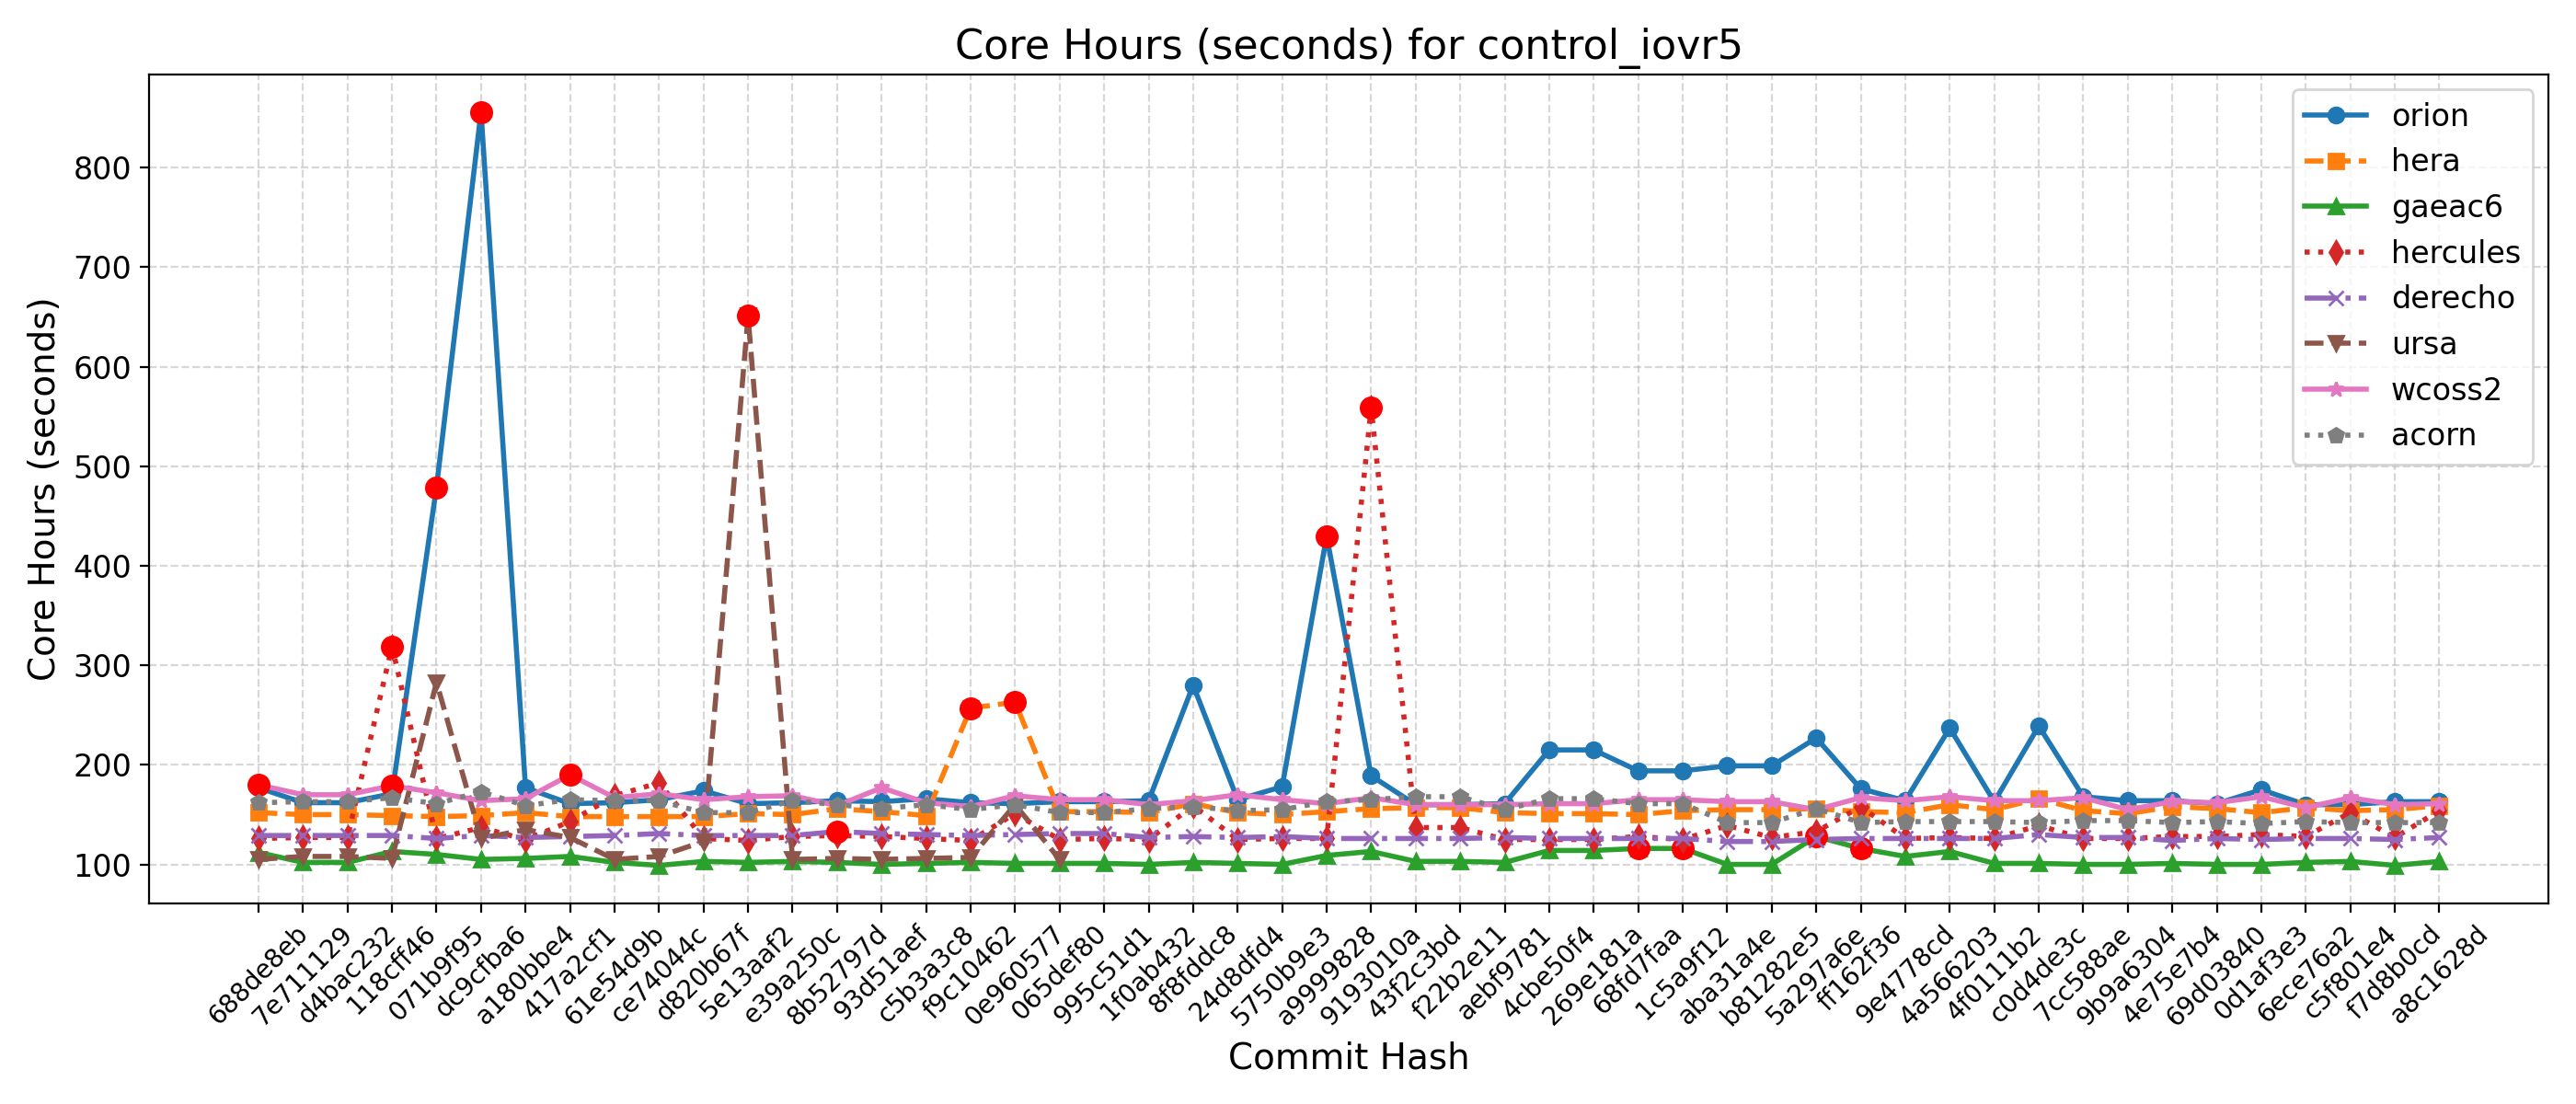 Core Hours (seconds) for control_iovr5
Core Hours (seconds)
800
700
600
500
400
300
200
100
orion
hera
gaeac6
hercules
derecho
ursa
wcoss2
acorn
688de8eb
7e711129
d4bac232
118cff46
071b9f95
dc9cfba6
a180bbe4
417a2cf1
61e54d9b
ce74044c
d820b67f
5e13aaf2
e39a250c
8b52797d
93d51aef
c5b3a3c8
f9c10462
0e960577
065def80
995c51d1
1f0ab432
8f8fddc8
24d8dfd4
5750b9e3
a9999828
9193010a
43f2c3bd
f22b2e11
aebf9781
4cbe50f4
269e181a
68fd7faa
1c5a9f12
aba31a4e
b81282e5
5a297a6e
ff162f36
9e4778cd
4a566203
4f0111b2
c0d4de3c
7cc588ae
9b9a6304
4e75e7b4
69d03840
0d1af3e3
6ece76a2
c5f801e4
f7d8b0cd
a8c1628d
Commit Hash